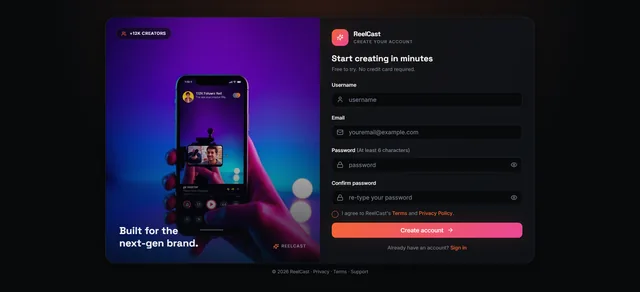 +12K CREATORS
Built for the
next-gen brand.
REELCAST
ReelCast
CREATE YOUR ACCOUNT
Start creating in minutes
Free to try. No credit card required.
Username
username
Email
youremail@example.com
Password (At least 6 characters)
password
Confirm password
re-type your password
I agree to ReelCast's Terms and Privacy Policy.
Create account →
Already have an account? Sign in
© 2026 ReelCast · Privacy · Terms · Support